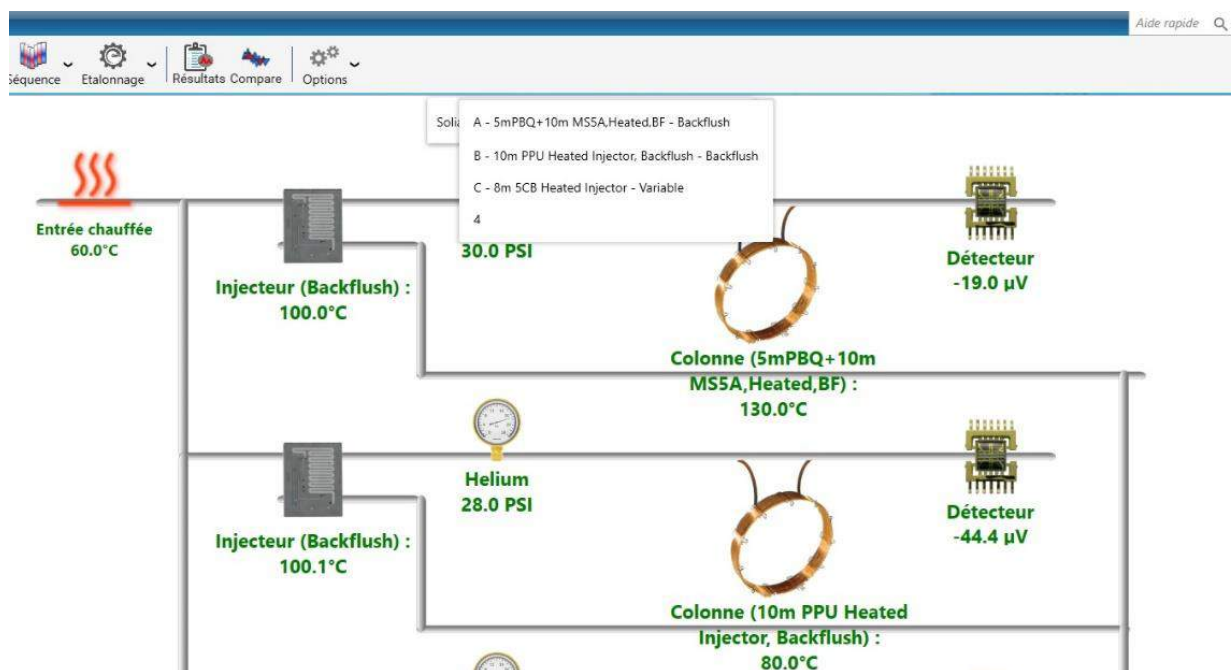 Aide rapide
Séquence
Etalonnage
Résultats
Compare
Options
A - 5mPBQ+10m MS5A,Heated,BF - Backflush
B - 10m PPU Heated Injector, Backflush - Backflush
C - 8m 5CB Heated Injector - Variable
4
Entrée chauffée
60.0°C
30.0 PSI
Injecteur (Backflush) :
100.0°C
Détecteur
-19.0 µV
Colonne (5mPBQ+10m
MS5A,Heated,BF) :
130.0°C
Helium
28.0 PSI
Injecteur (Backflush) :
100.1°C
Détecteur
-44.4 µV
Colonne (10m PPU Heated
Injector, Backflush) :
80.0°C